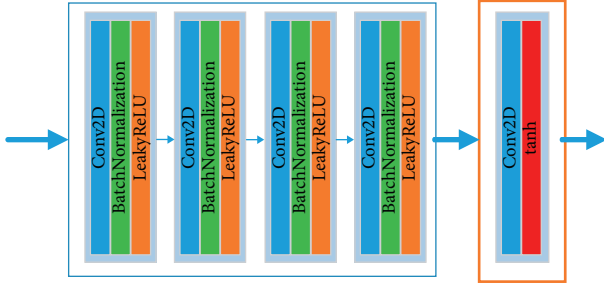 Conv2D
BatchNormalization
LeakyReLU
Conv2D
BatchNormalization
LeakyReLU
Conv2D
BatchNormalization
LeakyReLU
Conv2D
BatchNormalization
LeakyReLU
Conv2D
tanh